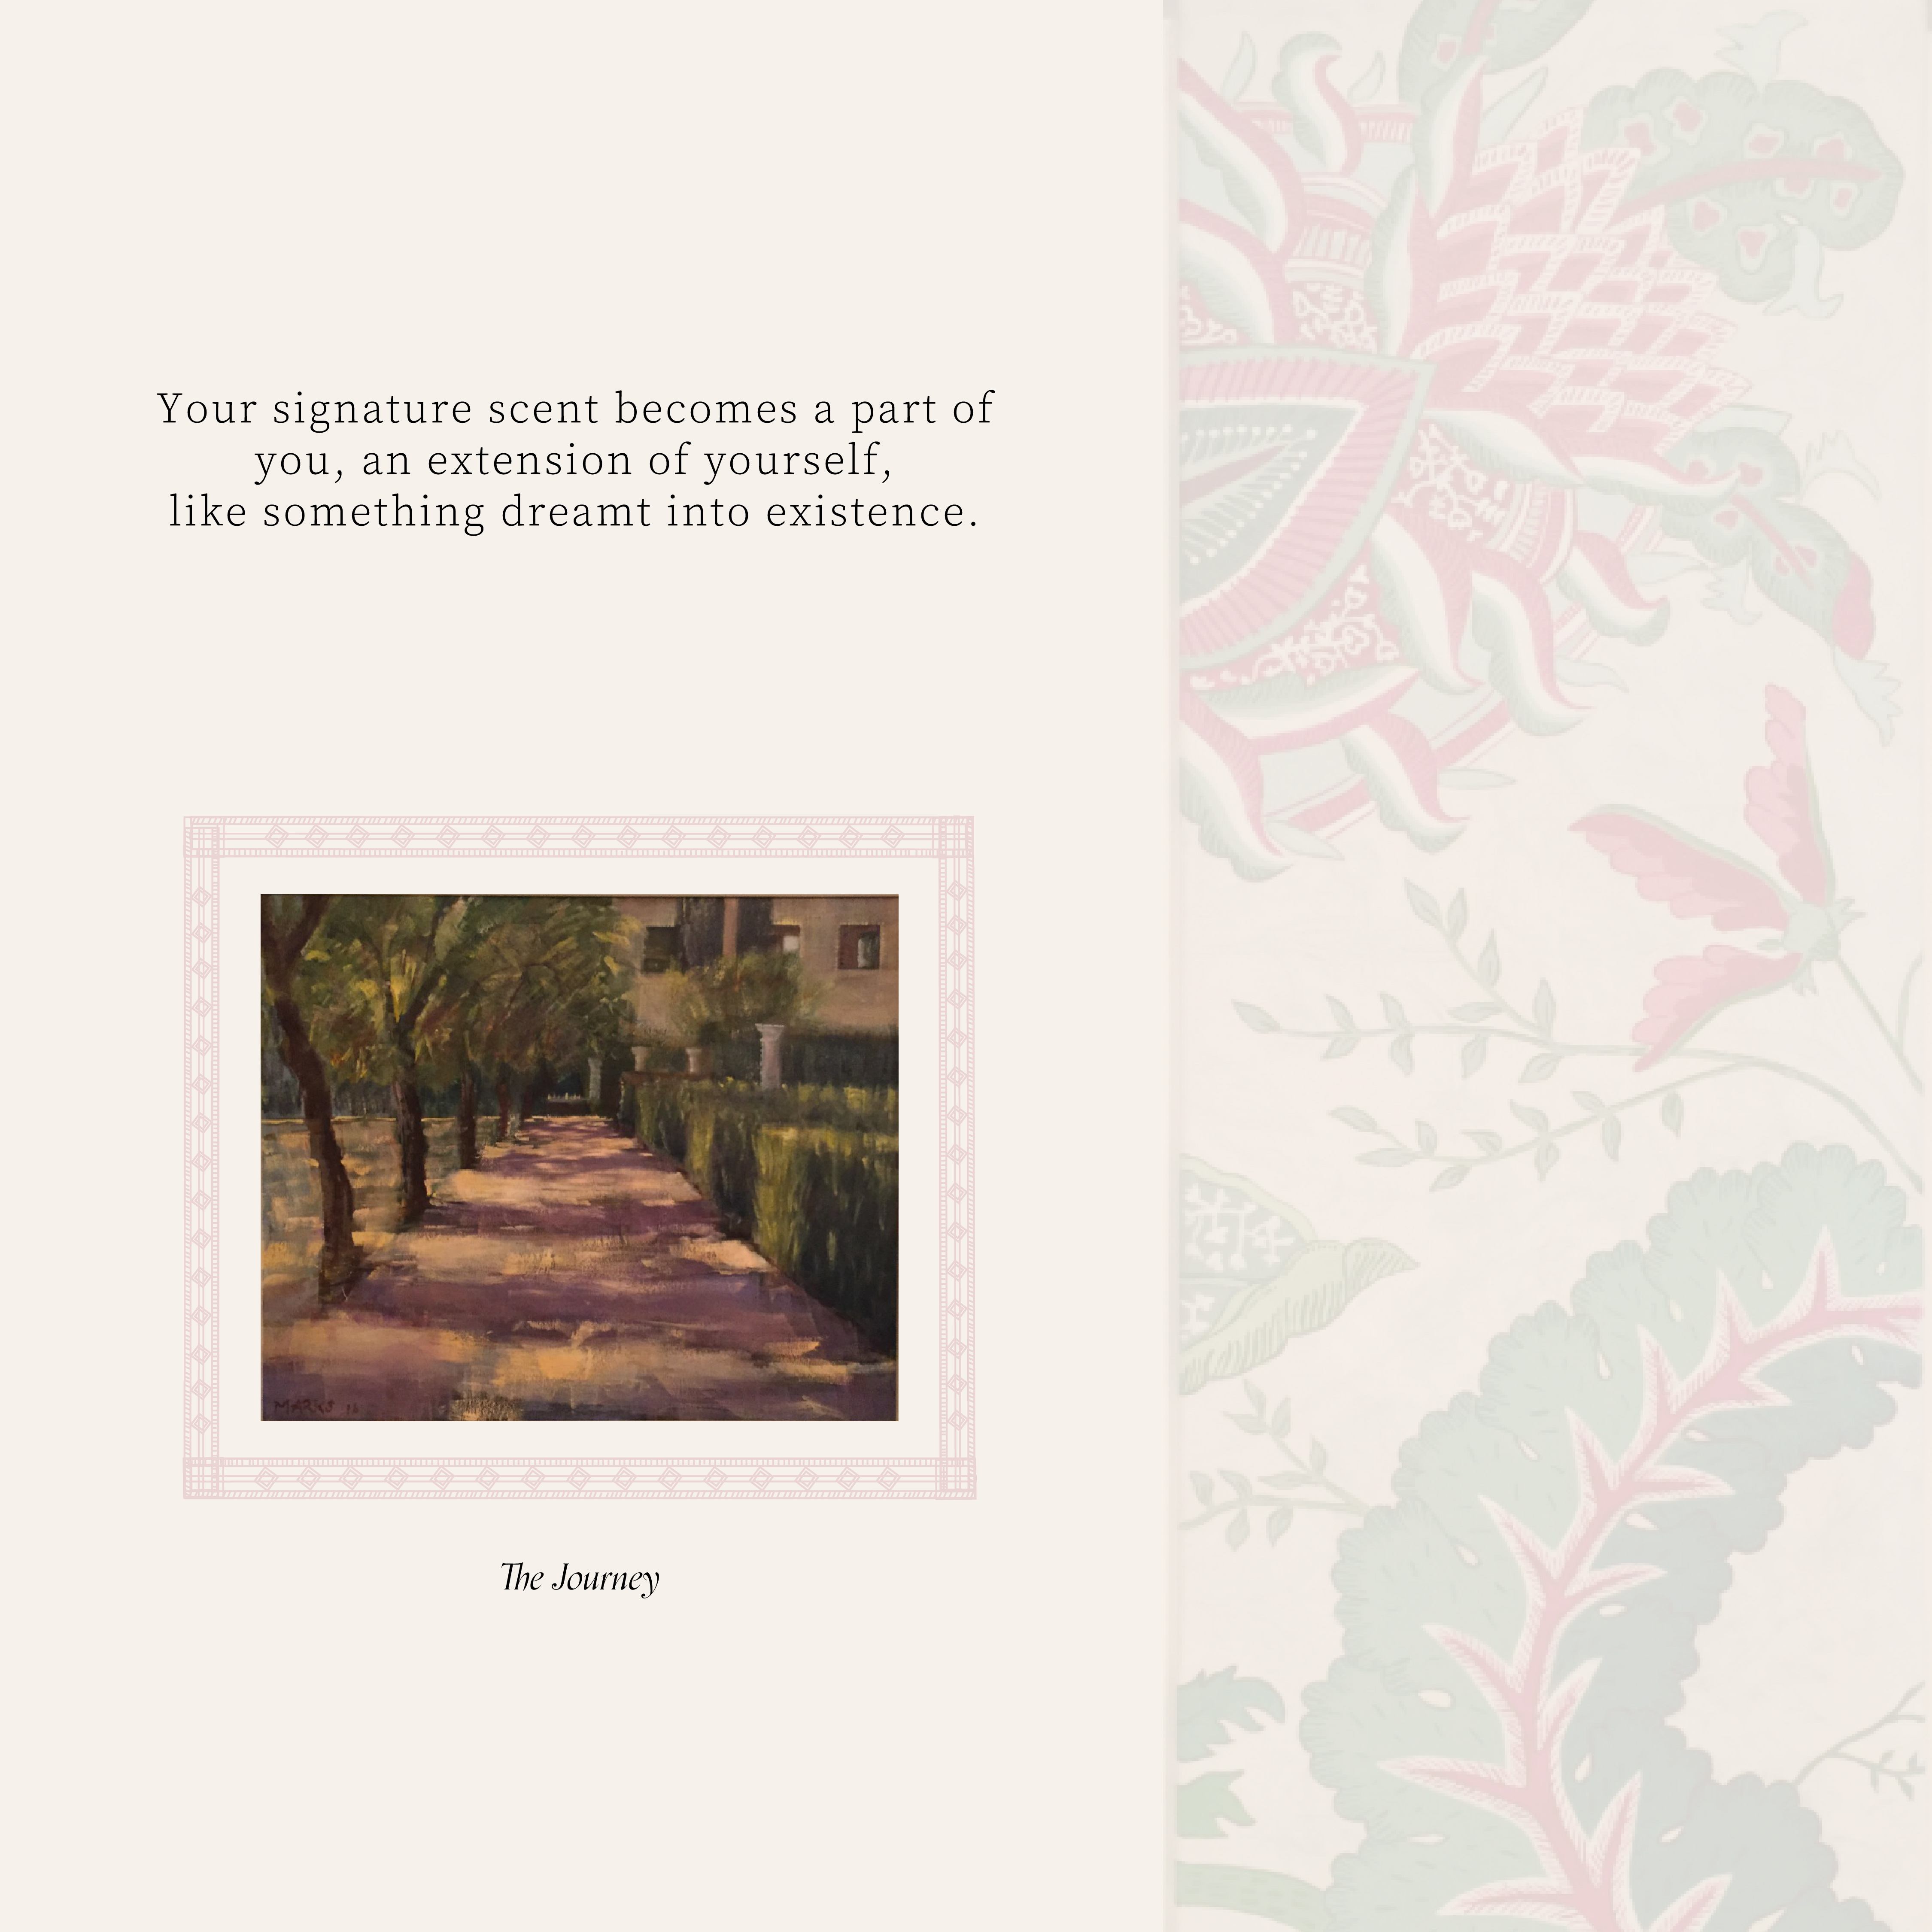 Your signature scent becomes a part of
you, an extension of yourself,
like something dreamt into existence.
MARKS
The Journey